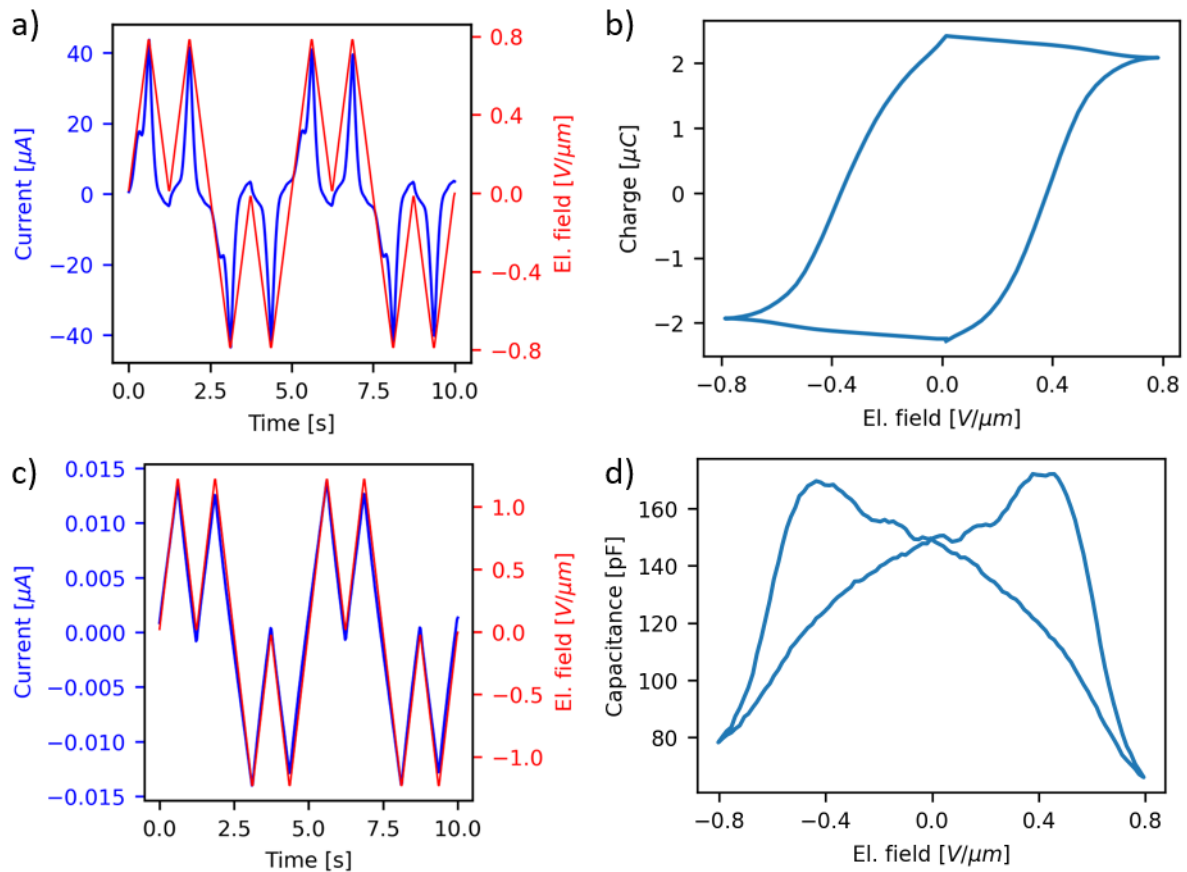 a)
40
20
0
−20
−40
Current [μA]
0.8
0.4
0.0
−0.4
−0.8
El. field [V/μm]
0.0 2.5 5.0 7.5 10.0
Time [s]
b)
2
1
0
−1
−2
Charge [μC]
−0.8 −0.4 0.0 0.4 0.8
El. field [V/μm]
c)
0.015
0.010
0.005
0.000
−0.005
−0.010
−0.015
Current [μA]
1.0
0.5
0.0
−0.5
−1.0
El. field [V/μm]
0.0 2.5 5.0 7.5 10.0
Time [s]
d)
160
140
120
100
80
Capacitance [pF]
−0.8 −0.4 0.0 0.4 0.8
El. field [V/μm]